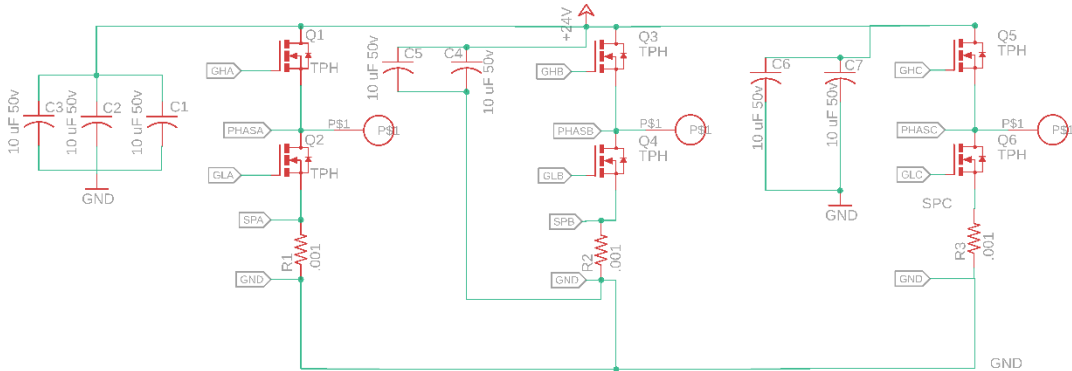 +24V
Q1
TPH
GHA
C3
10 uF 50v
C2
10 uF 50v
C1
10 uF 50v
GND
PHASA
P$1
P$1
Q2
TPH
GLA
SPA
R1
.001
GND
C5
10 uF 50v
C4
10 uF 50v
Q3
TPH
GHB
PHASB
P$1
P$1
Q4
TPH
GLB
SPB
R2
.001
GND
C6
10 uF 50v
C7
10 uF 50v
GND
Q5
TPH
GHC
PHASC
P$1
P$1
Q6
TPH
GLC
SPC
R3
.001
GND
GND